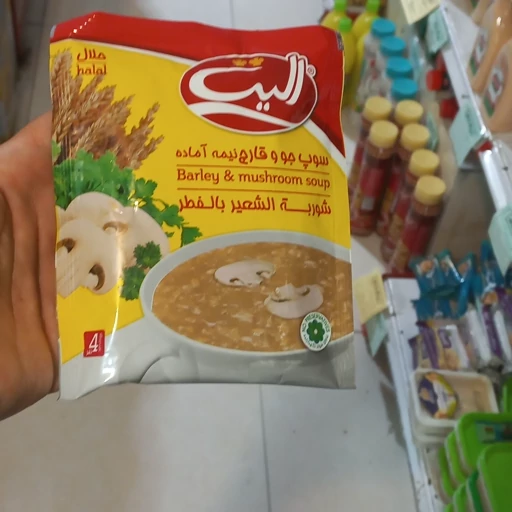 حلال
halal
الیت
سوپ جو و قارچ نیمه آماده
Barley & mushroom soup
شوربة الشعير بالفطر
4